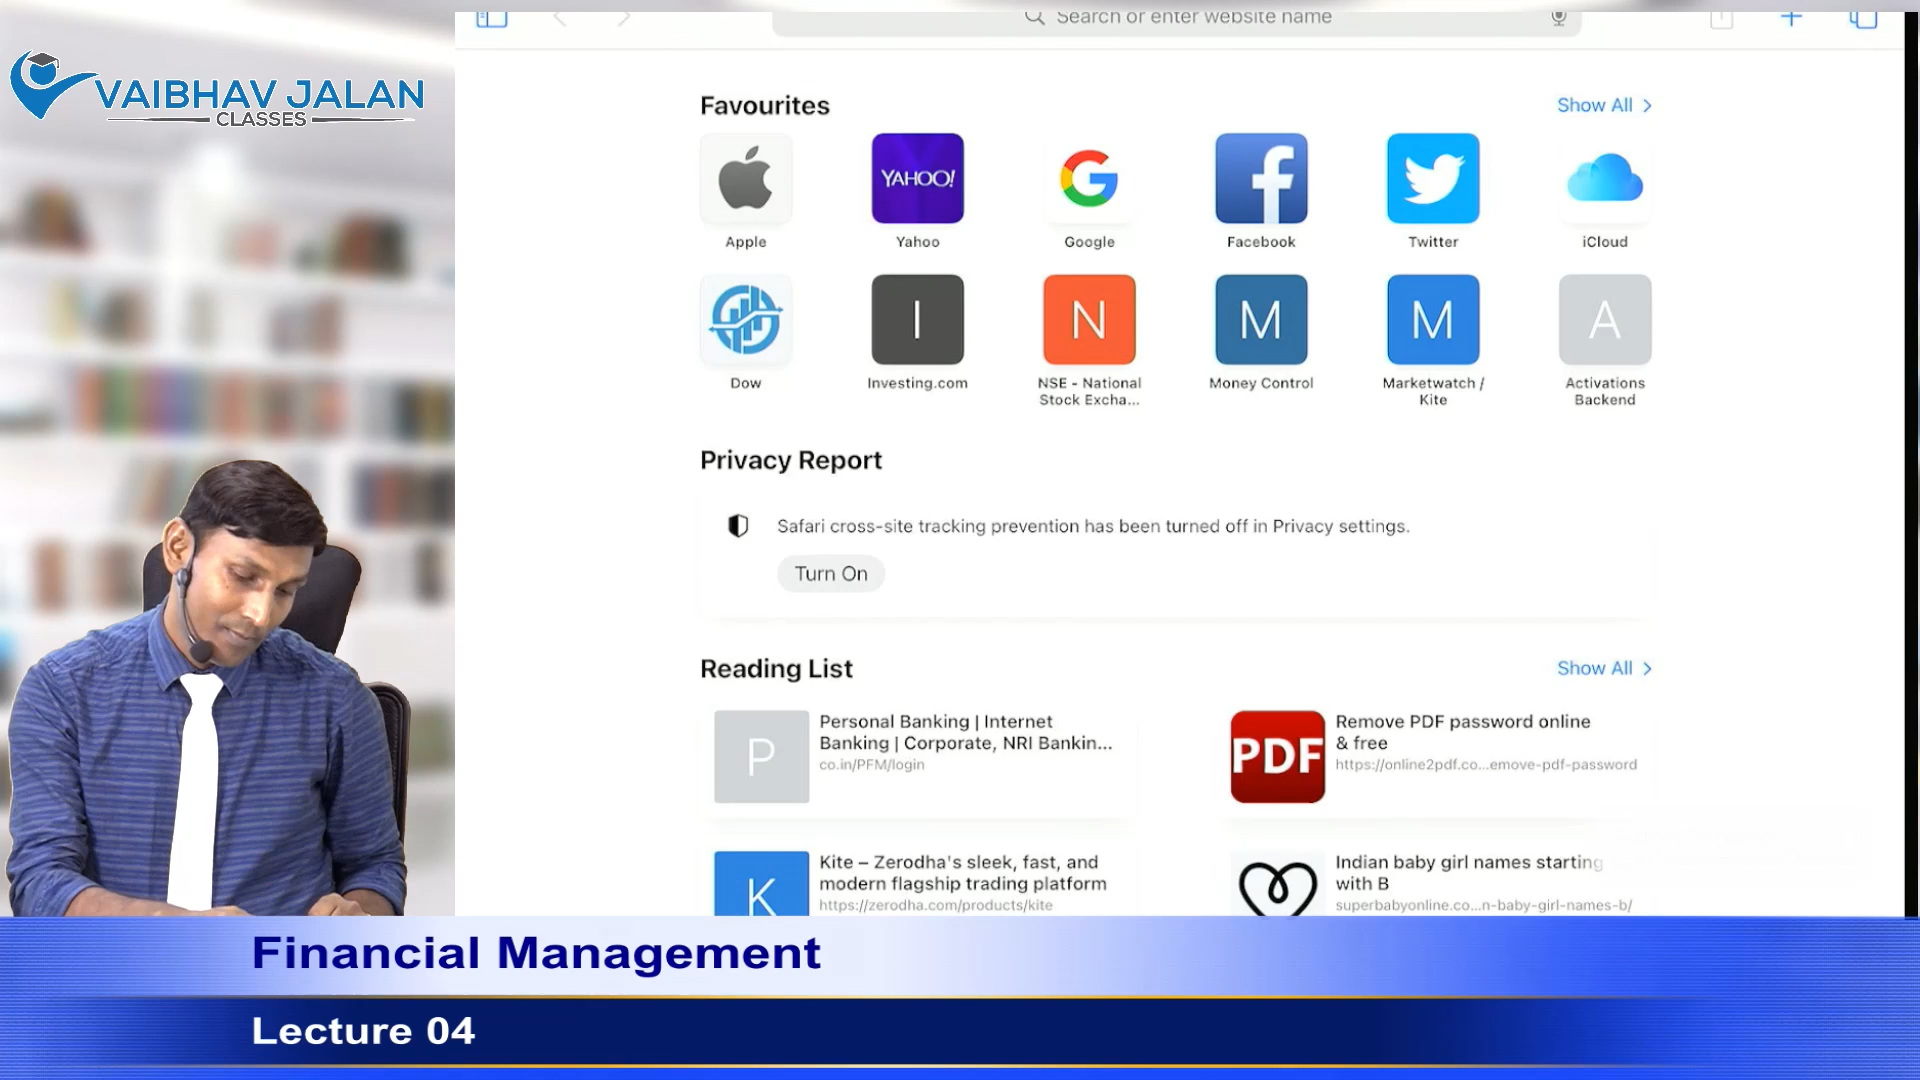 VAIBHAV JALAN
CLASSES
Search or enter website name
Favourites
Show All
Apple
YAHOO!
Yahoo
G
Google
f
Facebook
Twitter
iCloud
Dow
I
Investing.com
N
NSE - National
Stock Excha...
M
Money Control
M
Marketwatch /
Kite
A
Activations
Backend
Privacy Report
Safari cross-site tracking prevention has been turned off in Privacy settings.
Turn On
Reading List
Show All
P
Personal Banking | Internet
Banking | Corporate, NRI Bankin...
co.in/PFM/login
PDF
Remove PDF password online
& free
https://online2pdf.co...emove-pdf-password
K
Kite – Zerodha's sleek, fast, and
modern flagship trading platform
https://zerodha.com/products/kite
Indian baby girl names starting
with B
superbabyonline.co...n-baby-girl-names-b/
Financial Management
Lecture 04